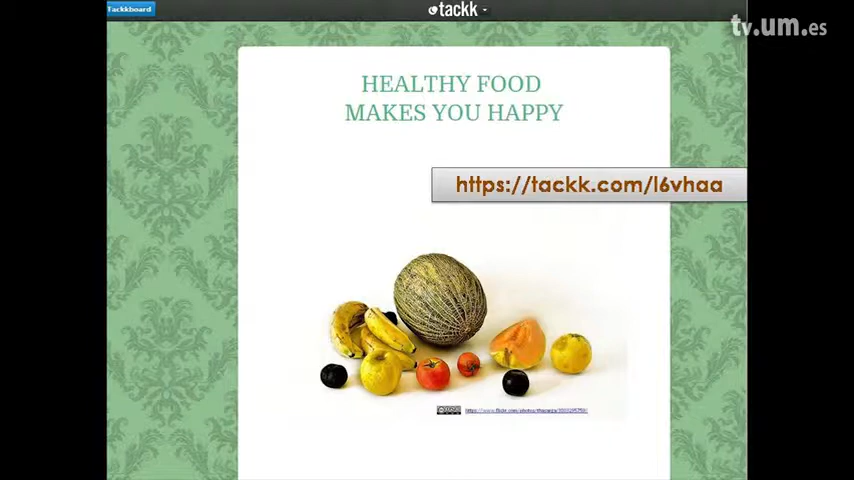 Tackkboard
tackk
tv.um.es
HEALTHY FOOD
MAKES YOU HAPPY
https://tackk.com/l6vhaa